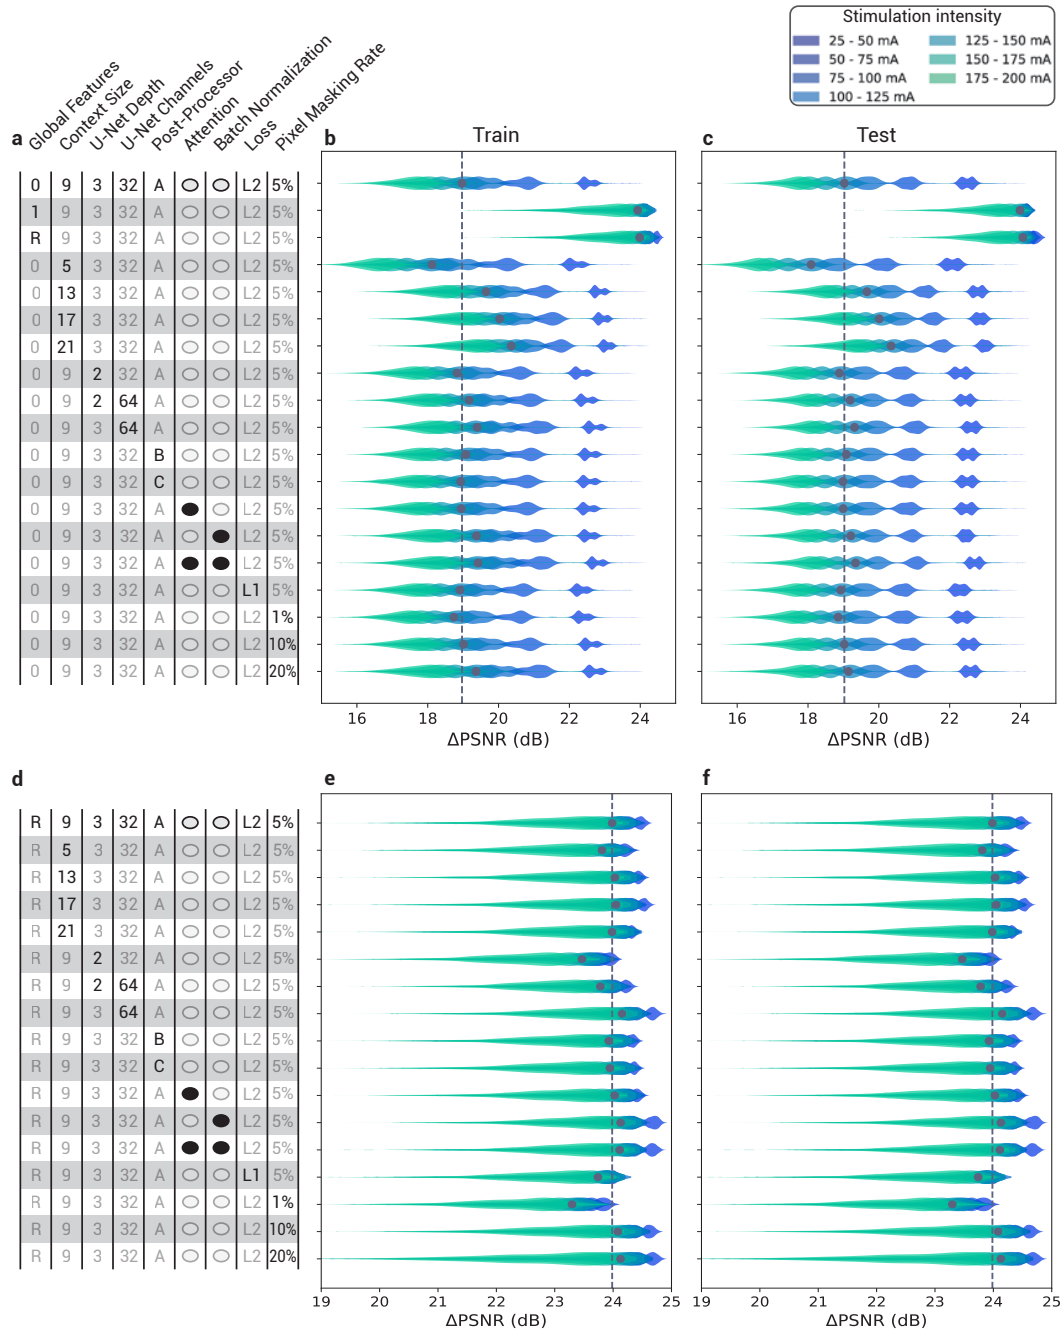 Stimulation intensity
25 - 50 mA 125 - 150 mA
50 - 75 mA 150 - 175 mA
75 - 100 mA 175 - 200 mA
100 - 125 mA
Global Features
Context Size
U-Net Depth
U-Net Channels
Post-Processor
Attention
Batch Normalization
Loss
Pixel Masking Rate
a b Train c Test
0 9 3 32 A L2 5%
1 9 3 32 A L2 5%
R 9 3 32 A L2 5%
0 5 3 32 A L2 5%
0 13 3 32 A L2 5%
0 17 3 32 A L2 5%
0 21 3 32 A L2 5%
0 9 2 32 A L2 5%
0 9 2 64 A L2 5%
0 9 3 64 A L2 5%
0 9 3 32 B L2 5%
0 9 3 32 C L2 5%
0 9 3 32 A L2 5%
0 9 3 32 A L2 5%
0 9 3 32 A L2 5%
0 9 3 32 A L1 5%
0 9 3 32 A L2 1%
0 9 3 32 A L2 10%
0 9 3 32 A L2 20%
16 18 20 22 24 16 18 20 22 24
ΔPSNR (dB) ΔPSNR (dB)
d e f
R 9 3 32 A L2 5%
R 5 3 32 A L2 5%
R 13 3 32 A L2 5%
R 17 3 32 A L2 5%
R 21 3 32 A L2 5%
R 9 2 32 A L2 5%
R 9 2 64 A L2 5%
R 9 3 64 A L2 5%
R 9 3 32 B L2 5%
R 9 3 32 C L2 5%
R 9 3 32 A L2 5%
R 9 3 32 A L2 5%
R 9 3 32 A L2 5%
R 9 3 32 A L1 5%
R 9 3 32 A L2 1%
R 9 3 32 A L2 10%
R 9 3 32 A L2 20%
19 20 21 22 23 24 25 19 20 21 22 23 24 25
ΔPSNR (dB) ΔPSNR (dB)